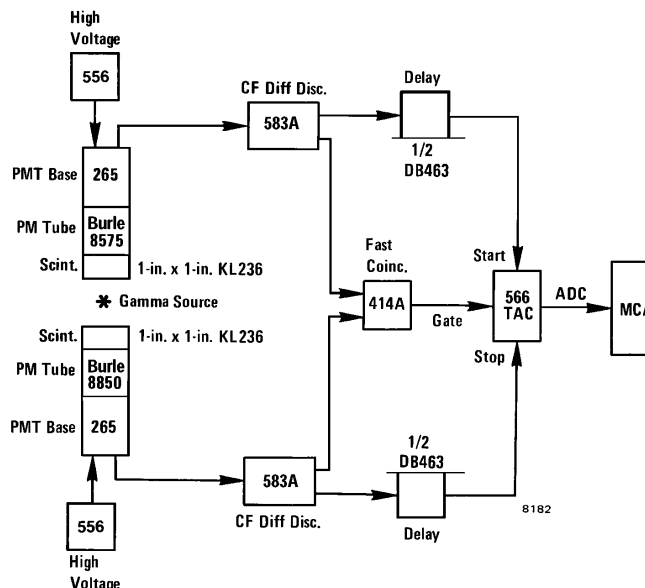 High
Voltage
556
CF Diff Disc.
583A
Delay
1/2
DB463
PMT Base
265
PM Tube
Burle
8575
Scint.
1-in. x 1-in. KL236
* Gamma Source
Fast
Coinc.
414A
Gate
Start
566
TAC
Stop
ADC
MCA
Scint.
1-in. x 1-in. KL236
PM Tube
Burle
8850
PMT Base
265
556
High
Voltage
583A
CF Diff Disc.
1/2
DB463
Delay
8182